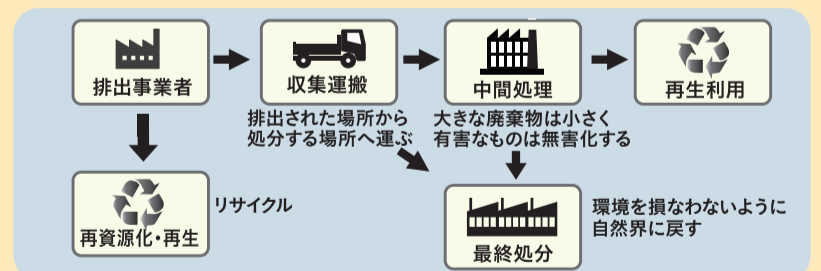 排出事業者
収集運搬
中間処理
再生利用
排出された場所から
処分する場所へ運ぶ
大きな廃棄物は小さく
有害なものは無害化する
再資源化・再生
リサイクル
最終処分
環境を損なわないように
自然界に戻す